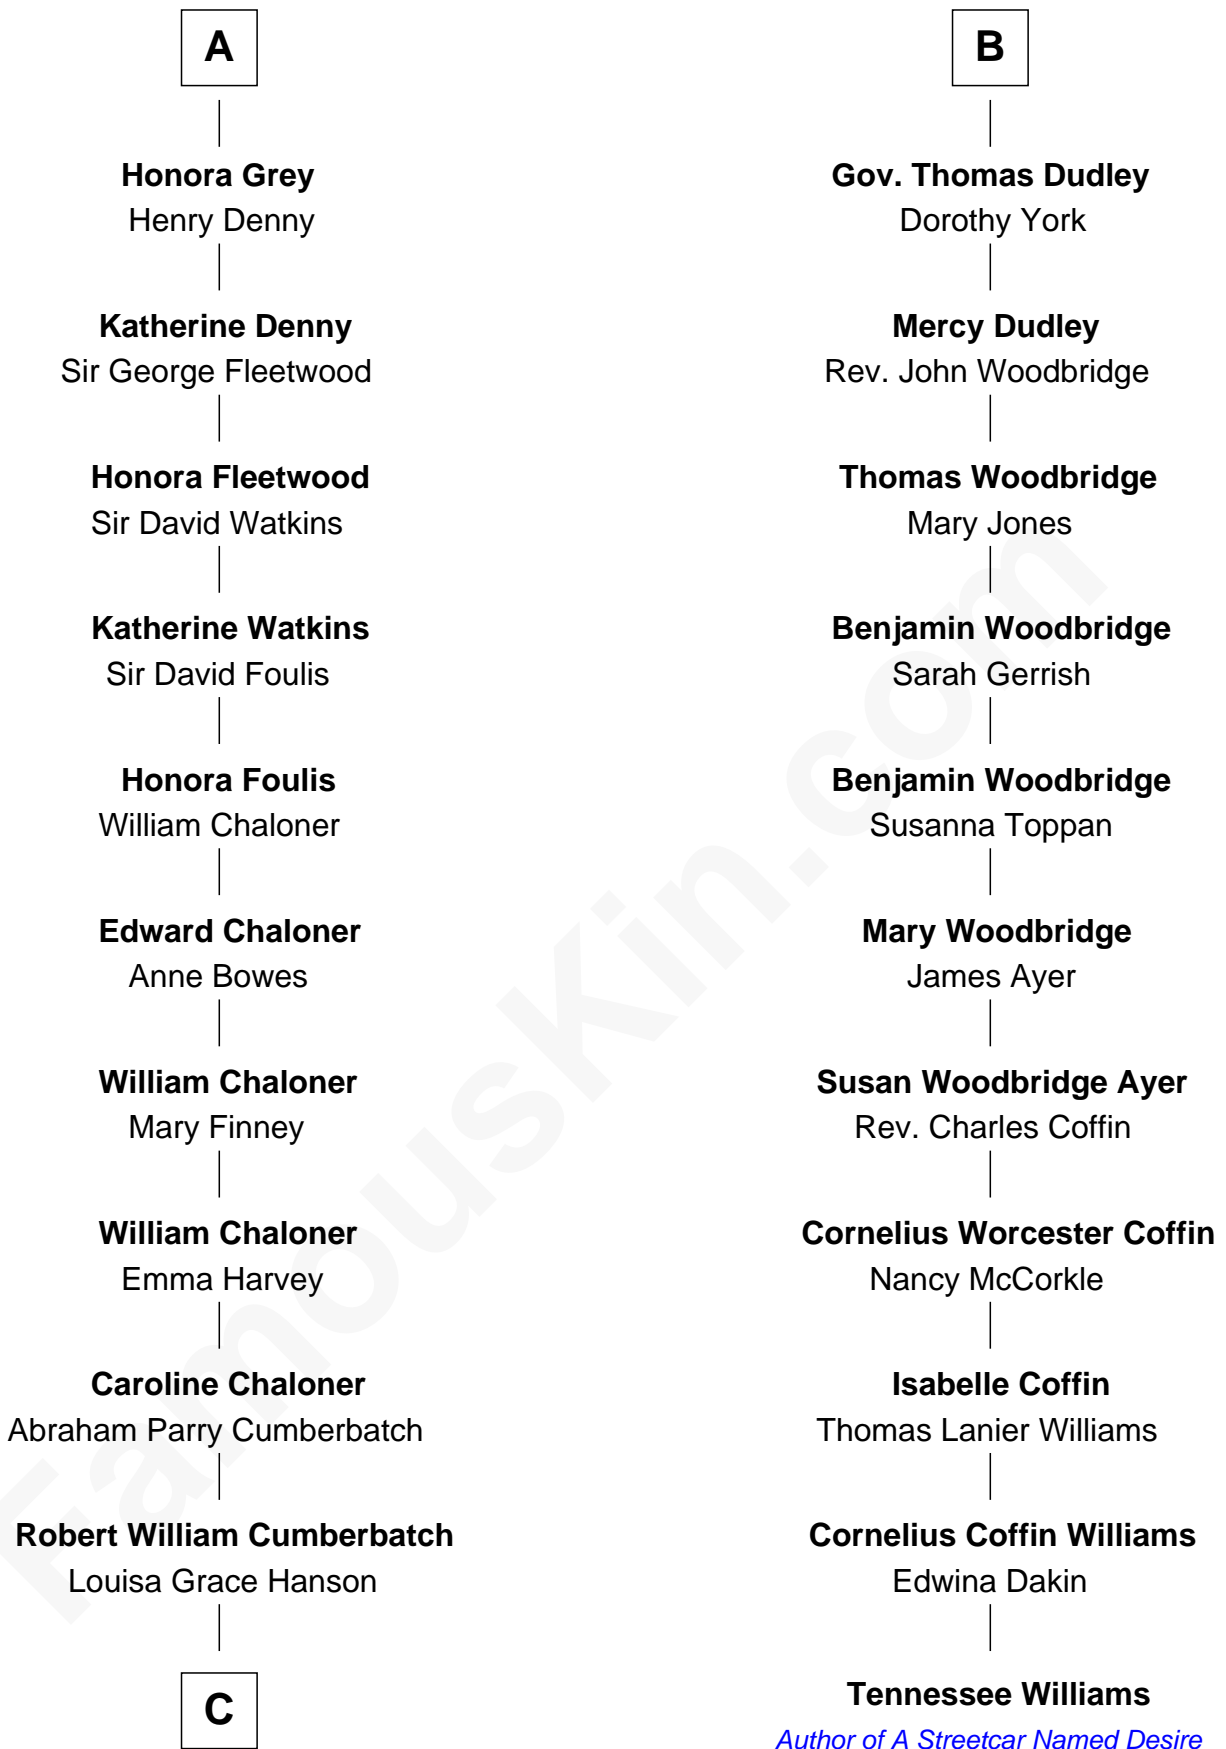 A
Honora Grey
Henry Denny
Katherine Denny
Sir George Fleetwood
Honora Fleetwood
Sir David Watkins
Katherine Watkins
Sir David Foulis
Honora Foulis
William Chaloner
Edward Chaloner
Anne Bowes
William Chaloner
Mary Finney
William Chaloner
Emma Harvey
Caroline Chaloner
Abraham Parry Cumberbatch
Robert William Cumberbatch
Louisa Grace Hanson
C
B
Gov. Thomas Dudley
Dorothy York
Mercy Dudley
Rev. John Woodbridge
Thomas Woodbridge
Mary Jones
Benjamin Woodbridge
Sarah Gerrish
Benjamin Woodbridge
Susanna Toppan
Mary Woodbridge
James Ayer
Susan Woodbridge Ayer
Rev. Charles Coffin
Cornelius Worcester Coffin
Nancy McCorkle
Isabelle Coffin
Thomas Lanier Williams
Cornelius Coffin Williams
Edwina Dakin
Tennessee Williams
Author of A Streetcar Named Desire
FamousKin.com